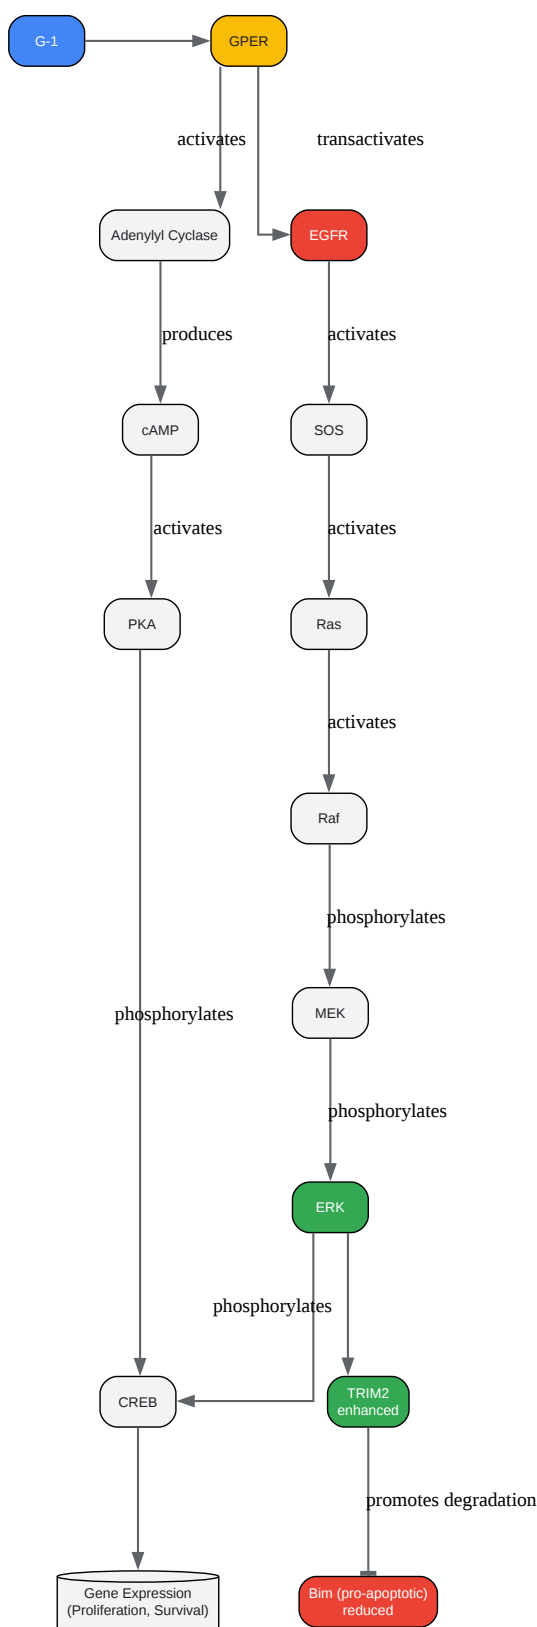 G-1
GPER
activates
transactivates
Adenylyl Cyclase
EGFR
produces
activates
cAMP
SOS
activates
activates
PKA
Ras
activates
Raf
phosphorylates
MEK
phosphorylates
phosphorylates
ERK
phosphorylates
CREB
TRIM2
enhanced
promotes degradation
Gene Expression
(Proliferation, Survival)
Bim (pro-apoptotic)
reduced